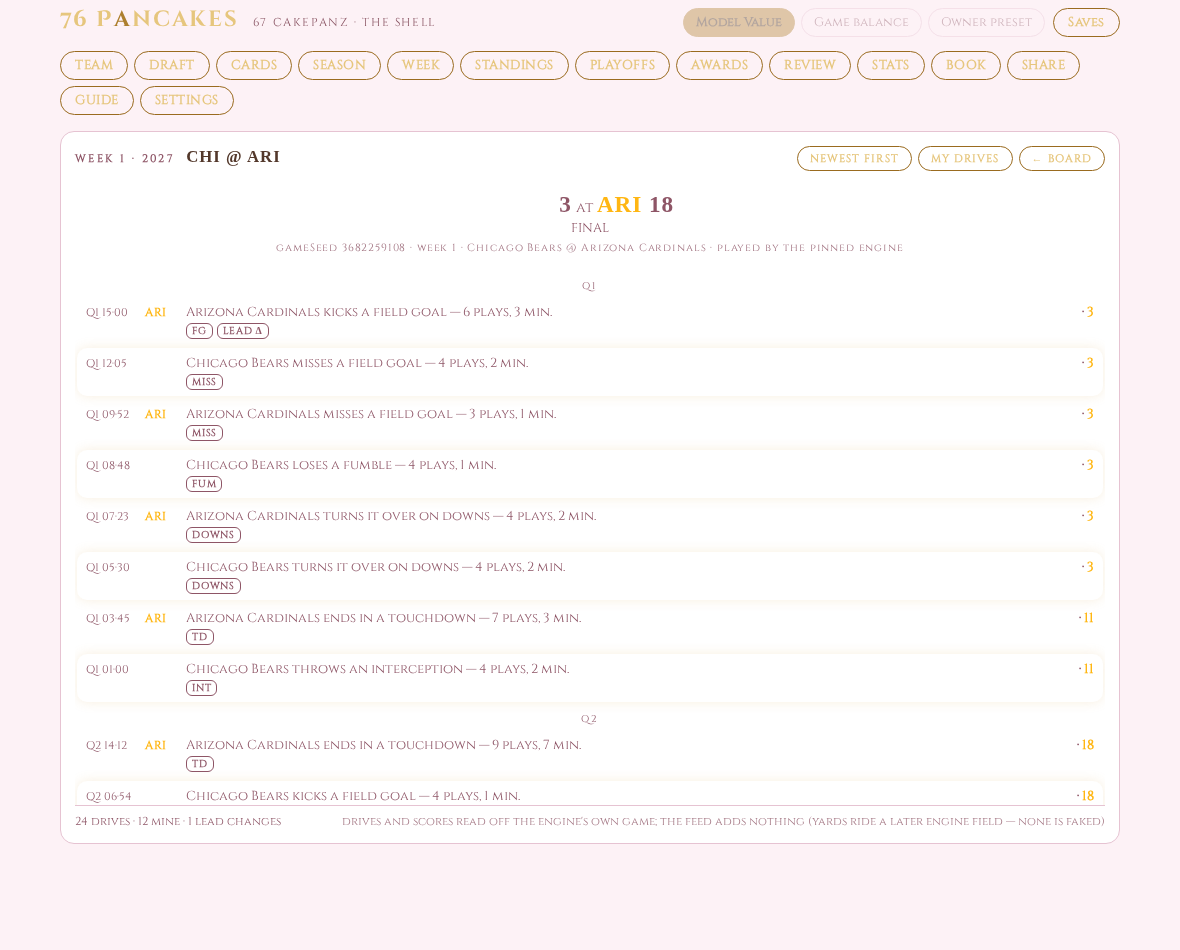 76 PANCAKES 67 CAKEPANZ · THE SHELL Model Value Game balance Owner preset Saves
TEAM DRAFT CARDS SEASON WEEK STANDINGS PLAYOFFS AWARDS REVIEW STATS BOOK SHARE
GUIDE SETTINGS
WEEK 1 · 2027 CHI @ ARI NEWEST FIRST MY DRIVES ← BOARD
3 AT ARI 18
FINAL
GAMESEED 3682259108 · WEEK 1 · CHICAGO BEARS @ ARIZONA CARDINALS · PLAYED BY THE PINNED ENGINE
Q1
Q1 15:00 ARI ARIZONA CARDINALS KICKS A FIELD GOAL — 6 PLAYS, 3 MIN. · 3
FG LEAD Δ
Q1 12:05 CHICAGO BEARS MISSES A FIELD GOAL — 4 PLAYS, 2 MIN. · 3
MISS
Q1 09:52 ARI ARIZONA CARDINALS MISSES A FIELD GOAL — 3 PLAYS, 1 MIN. · 3
MISS
Q1 08:48 CHICAGO BEARS LOSES A FUMBLE — 4 PLAYS, 1 MIN. · 3
FUM
Q1 07:23 ARI ARIZONA CARDINALS TURNS IT OVER ON DOWNS — 4 PLAYS, 2 MIN. · 3
DOWNS
Q1 05:30 CHICAGO BEARS TURNS IT OVER ON DOWNS — 4 PLAYS, 2 MIN. · 3
DOWNS
Q1 03:45 ARI ARIZONA CARDINALS ENDS IN A TOUCHDOWN — 7 PLAYS, 3 MIN. · 11
TD
Q1 01:00 CHICAGO BEARS THROWS AN INTERCEPTION — 4 PLAYS, 2 MIN. · 11
INT
Q2
Q2 14:12 ARI ARIZONA CARDINALS ENDS IN A TOUCHDOWN — 9 PLAYS, 7 MIN. · 18
TD
Q2 06:54 CHICAGO BEARS KICKS A FIELD GOAL — 4 PLAYS, 1 MIN. · 18
24 DRIVES · 12 MINE · 1 LEAD CHANGES DRIVES AND SCORES READ OFF THE ENGINE'S OWN GAME; THE FEED ADDS NOTHING (YARDS RIDE A LATER ENGINE FIELD — NONE IS FAKED)